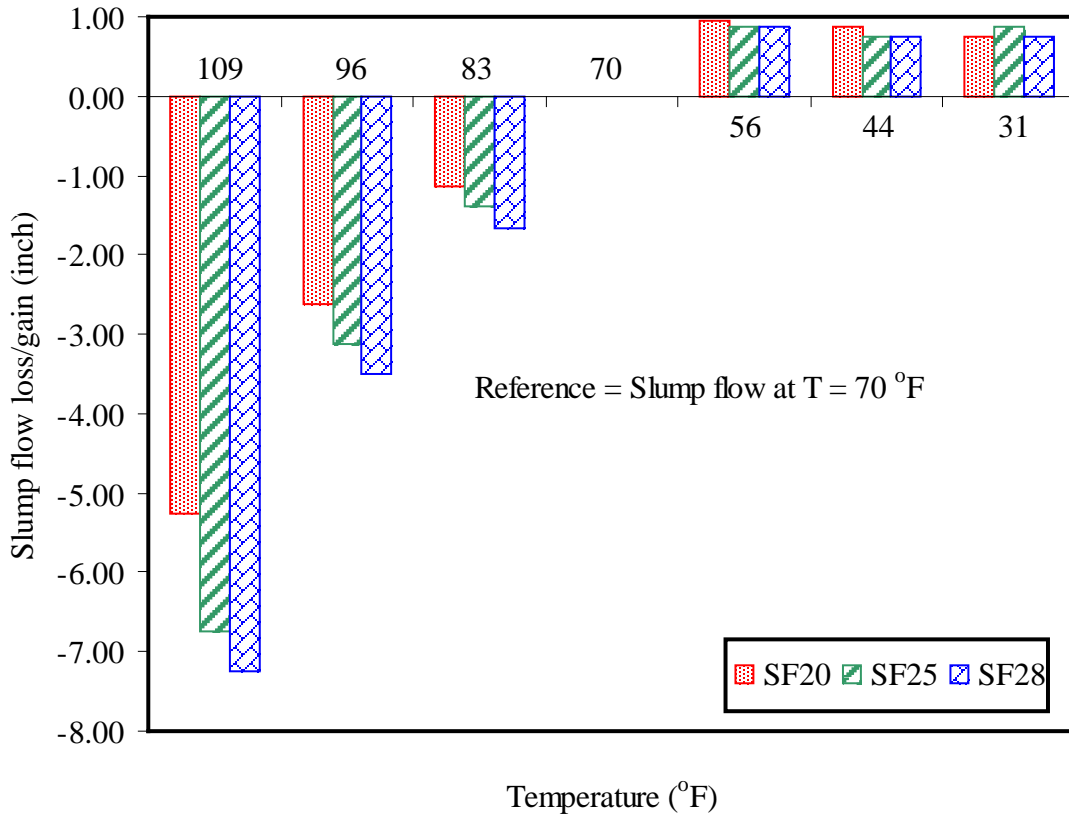 1.00
109 96 83 70
0.00
56 44 31
-1.00
-2.00
-3.00
Reference = Slump flow at T = 70 °F
-4.00
-5.00
-6.00
-7.00
-8.00
Slump flow loss/gain (inch)
SF20 SF25 SF28
Temperature (°F)